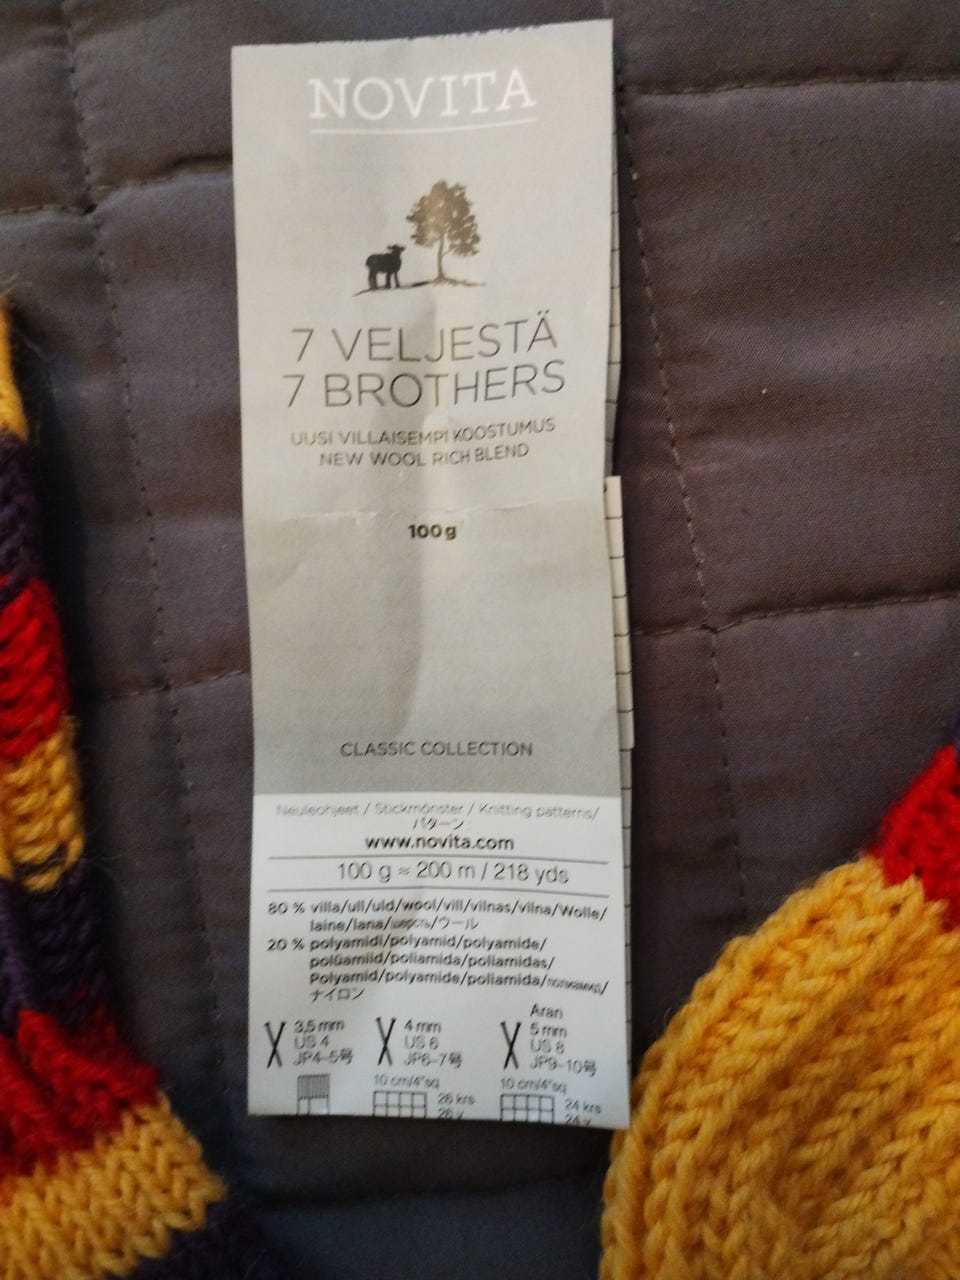 NOVITA
7 VELJESTÄ
7 BROTHERS
UUSI VILLAISEMPI KOOSTUMUS
NEW WOOL RICH BLEND
100 g
CLASSIC COLLECTION
Neuleohjeet / Stickmönster / Knitting patterns/
パターン:
www.novita.com
100 g ≈ 200 m / 218 yds
80 % villa/ull/uld/wool/vill/vilnas/vilna/Wolle/
laine/lana/шерсть/ウール
20 % polyamidi/polyamid/polyamide/
polüamiid/poliamida/poliamidas/
Polyamid/polyamide/poliamida/полиамид/
ナイロン
Aran
3,5 mm 4 mm 5 mm
US 4 US 6 US 8
JP4-5号 JP6-7号 JP9-10号
10 cm/4"sq 10 cm/4"sq
26 krs 24 krs
26 v 24 v